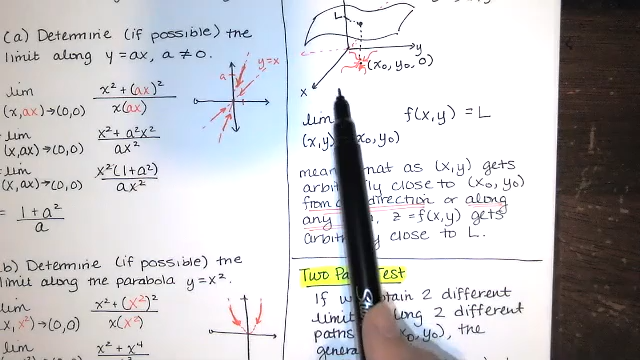 (a) Determine (if possible) the
limit along y=ax, a≠0.
lim
(x,ax)→(0,0)
x²+(ax)²
x(ax)
y=x
a
lim
(x,ax)→(0,0)
x²+a²x²
ax²
lim
(x,ax)→(0,0)
x²(1+a²)
ax²
= 1+a²
a
b) Determine (if possible) the
limit along the parabola y=x².
lim
(x,x²)→(0,0)
x²+(x²)²
x(x²)
lim
x²+x⁴
L
y
(x₀, y₀, 0)
x
lim f(x,y) = L
(x,y) x₀, y₀)
means that as (x,y) gets
close to (x₀, y₀)
from direction or along
any z=f(x,y) gets
close to L.
Two Test
If 2 different
2 different
paths y₀), the